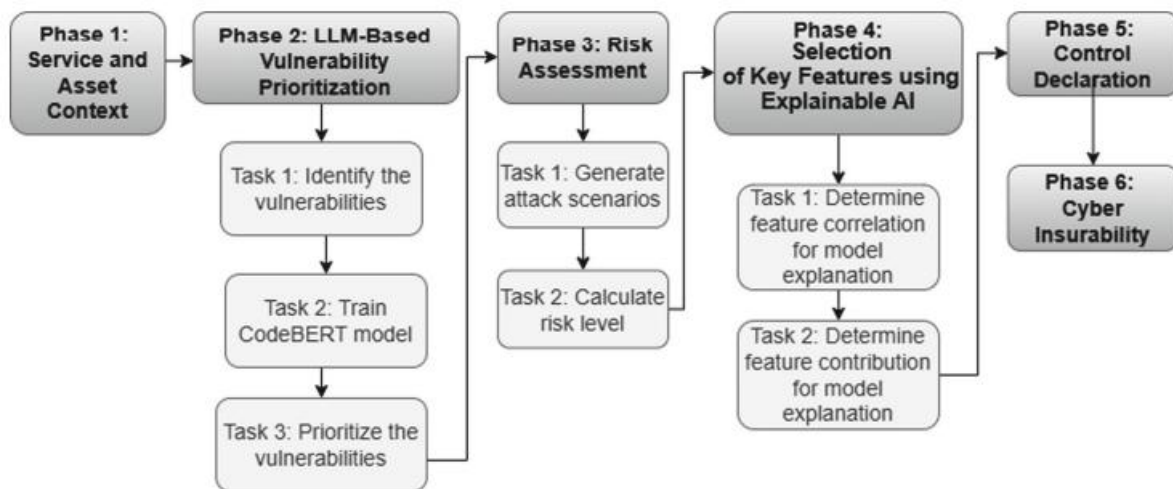 Phase 1:
Service and
Asset
Context
Phase 2: LLM-Based
Vulnerability
Prioritization
Task 1: Identify the
vulnerabilities
Task 2: Train
CodeBERT model
Task 3: Prioritize the
vulnerabilities
Phase 3: Risk
Assessment
Task 1: Generate
attack scenarios
Task 2: Calculate
risk level
Phase 4:
Selection
of Key Features using
Explainable AI
Task 1: Determine
feature correlation
for model
explanation
Task 2: Determine
feature contribution
for model
explanation
Phase 5:
Control
Declaration
Phase 6:
Cyber
Insurability